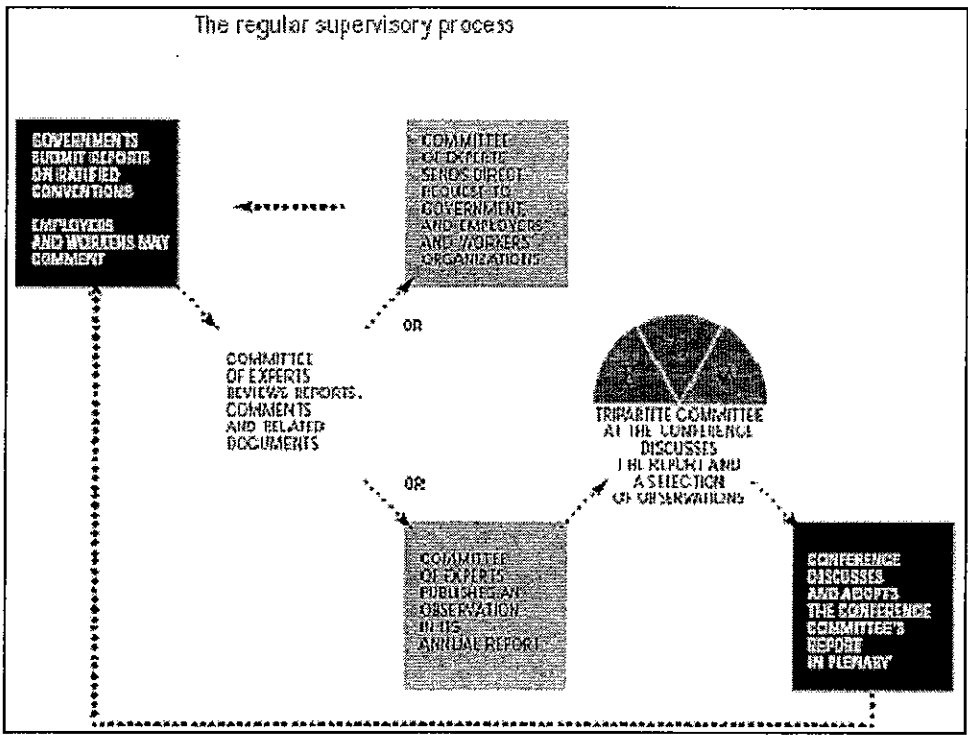 The regular supervisory process
GOVERNMENTS
SUBMIT REPORTS
ON RATIFIED
CONVENTIONS
EMPLOYERS
AND WORKERS MAY
COMMENT
COMMITTEE
OF EXPERTS
SENDS DIRECT
REQUEST TO
GOVERNMENT,
AND EMPLOYERS'
AND WORKERS'
ORGANIZATIONS
OR
COMMITTEE
OF EXPERTS
REVIEWS REPORTS,
COMMENTS
AND RELATED
DOCUMENTS
TRIPARTITE COMMITTEE
AT THE CONFERENCE
DISCUSSES
THE REPORT AND
A SELECTION
OF OBSERVATIONS
OR
COMMITTEE
OF EXPERTS
PUBLISHES AN
OBSERVATION
IN ITS
ANNUAL REPORT
CONFERENCE
DISCUSSES
AND ADOPTS
THE CONFERENCE
COMMITTEE'S
REPORT
IN PLENARY